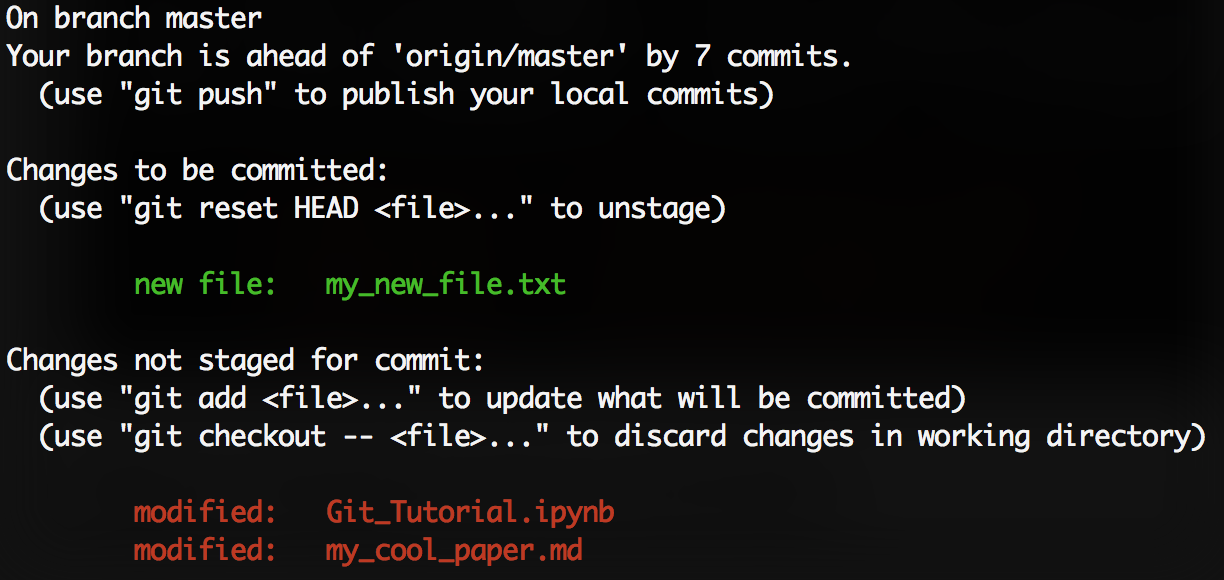 On branch master
Your branch is ahead of 'origin/master' by 7 commits.
  (use "git push" to publish your local commits)

Changes to be committed:
  (use "git reset HEAD <file>..." to unstage)

        new file:   my_new_file.txt

Changes not staged for commit:
  (use "git add <file>..." to update what will be committed)
  (use "git checkout -- <file>..." to discard changes in working directory)

        modified:   Git_Tutorial.ipynb
        modified:   my_cool_paper.md